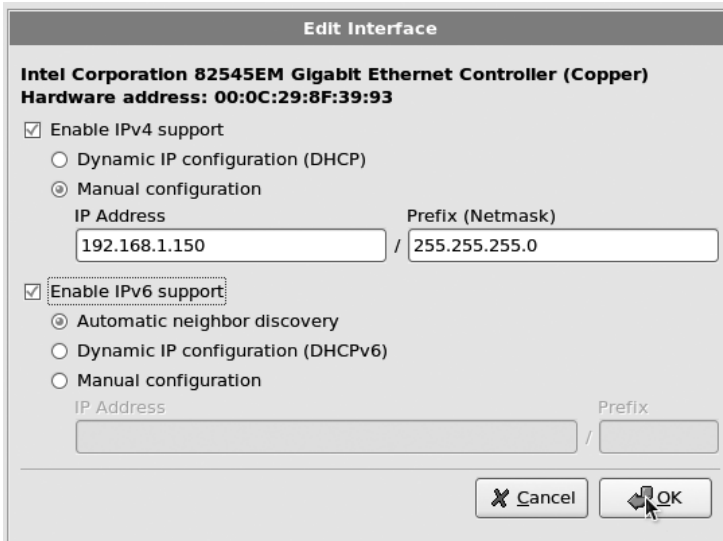 Edit Interface
Intel Corporation 82545EM Gigabit Ethernet Controller (Copper)
Hardware address: 00:0C:29:8F:39:93
Enable IPv4 support
Dynamic IP configuration (DHCP)
Manual configuration
IP Address Prefix (Netmask)
192.168.1.150 / 255.255.255.0
Enable IPv6 support
Automatic neighbor discovery
Dynamic IP configuration (DHCPv6)
Manual configuration
IP Address Prefix
/
Cancel OK